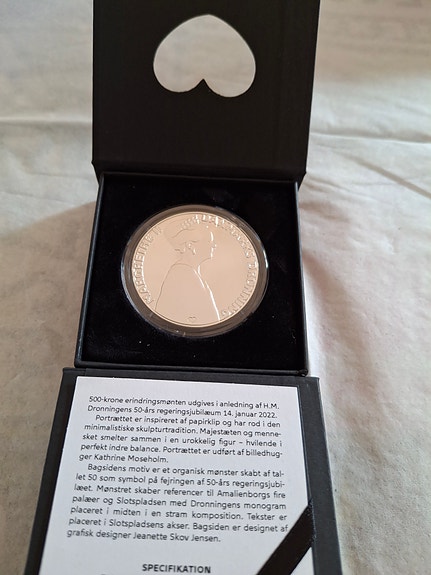 MARGRETHE II DANMARKS DRONNING
500-krone erindringsmønten udgives i anledning af H.M.
Dronningens 50-års regeringsjubilæum 14. januar 2022.
Portrættet er inspireret af papirklip og har rod i den
minimalistiske skulpturtradition. Majestæten og menne-
sket smelter sammen i en urokkelig figur – hvilende i
perfekt indre balance. Portrættet er udført af billedhug-
ger Kathrine Moseholm.
Bagsidens motiv er et organisk mønster skabt af tal-
let 50 som symbol på fejringen af 50-års regeringsjubi-
læet. Mønstret skaber referencer til Amalienborgs fire
palæer og Slotspladsen med Dronningens monogram
placeret i midten i en stram komposition. Tekster er
placeret i Slotspladsens akser. Bagsiden er designet af
grafisk designer Jeanette Skov Jensen.
SPECIFIKATION